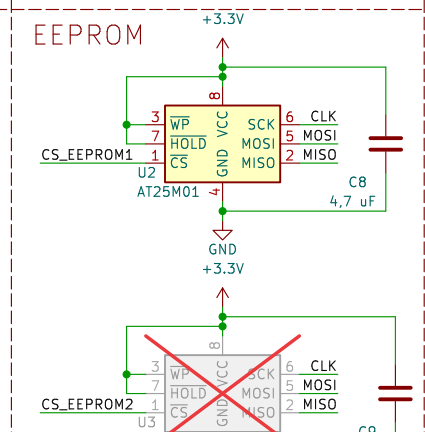 EEPROM
+3.3V
8
3 WP VCC SCK 6 CLK
7 HOLD MOSI 5 MOSI
CS_EEPROM1 1 CS GND MISO 2 MISO
U2
AT25M01
4
C8
4,7 uF
GND
+3.3V
8
3 WP VCC SCK 6 CLK
7 HOLD MOSI 5 MOSI
CS_EEPROM2 1 CS GND MISO 2 MISO
U3
C9